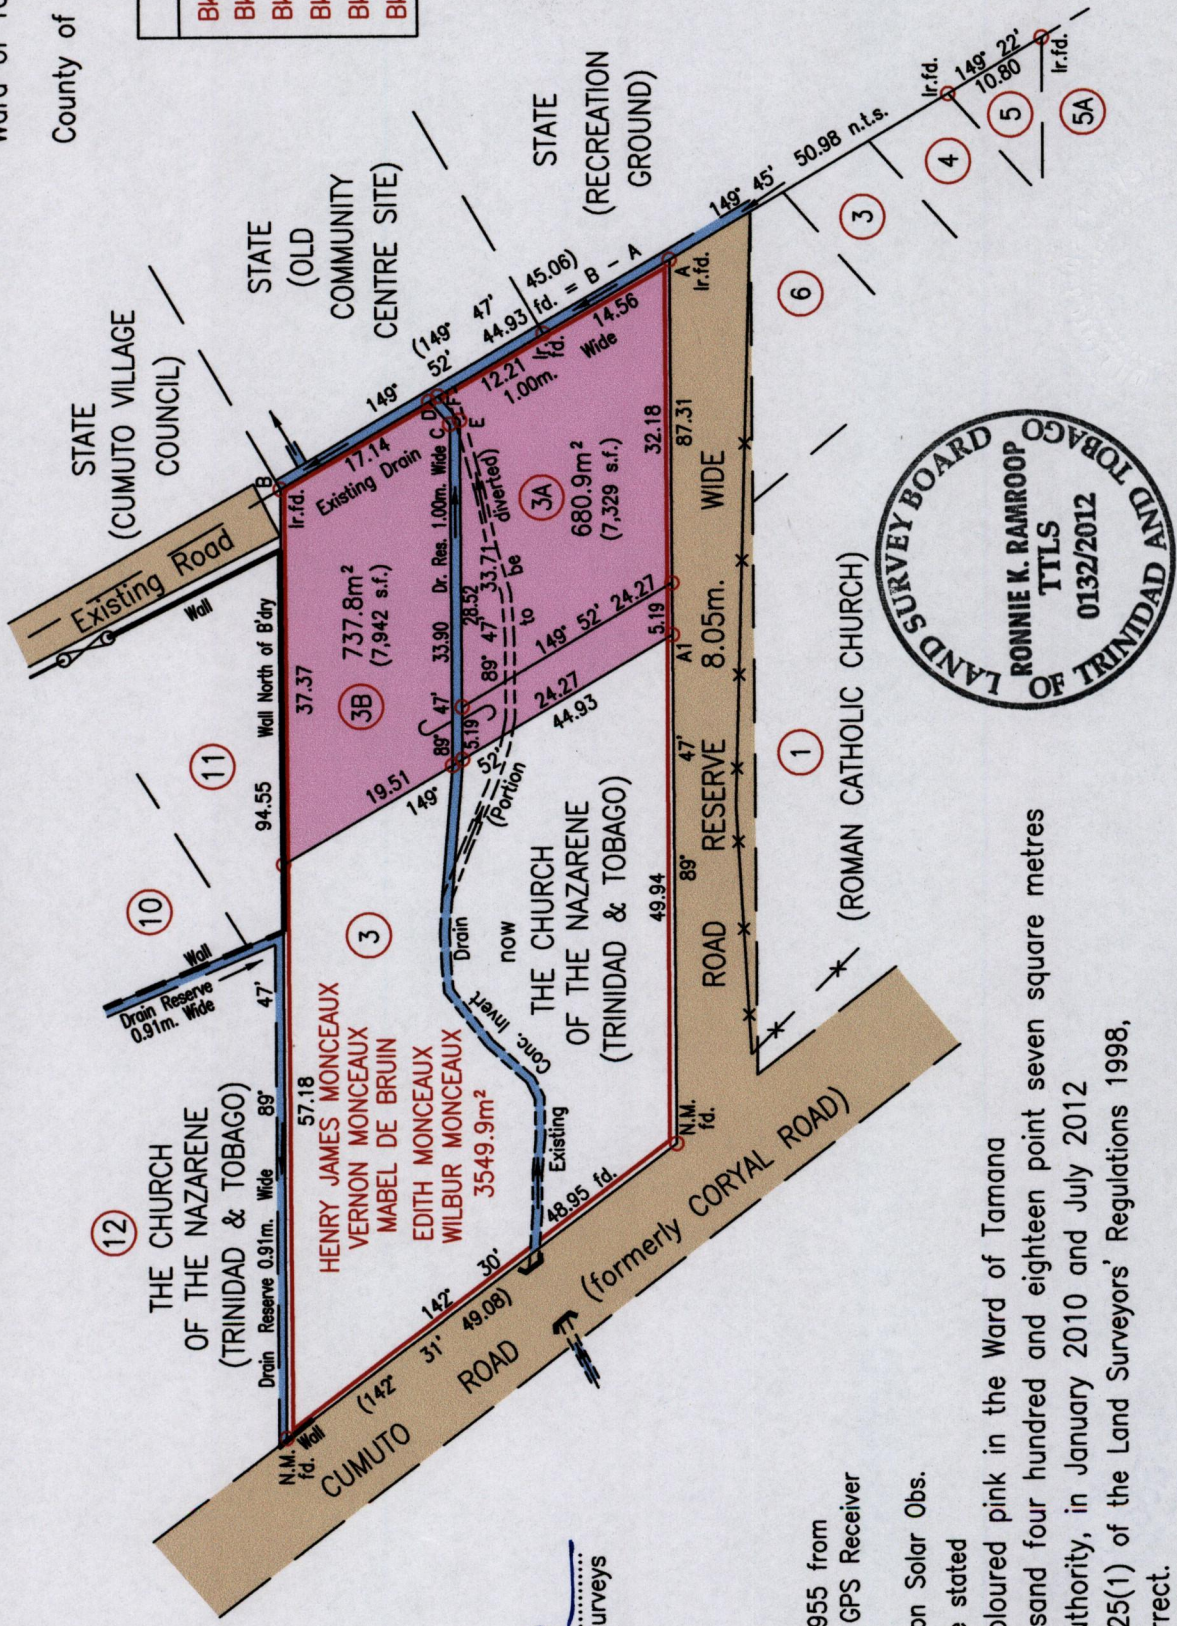 County of
STATE
(CUMUTO VILLAGE
COUNCIL)
STATE
(OLD
COMMUNITY
CENTRE SITE)
STATE
(RECREATION
GROUND)
Existing Road
Wall
Wall North of B'dry
B
Ir.fd.
37.37
94.55
11
10
Wall
Drain Reserve
0.91m. Wide
47'
12
THE CHURCH
OF THE NAZARENE
(TRINIDAD & TOBAGO)
Drain Reserve 0.91m. Wide 89°
57.18
HENRY JAMES MONCEAUX
VERNON MONCEAUX
MABEL DE BRUIN
EDITH MONCEAUX
WILBUR MONCEAUX
3549.9m²
3
3B
737.8m²
(7,942 s.f.)
Existing Drain
17.14
149° 52'
(149° 47' 45.06)
44.93 fd. = B - A
12.21
Ir.
fd.
14.56
1.00m. Wide
D
F
C
E
33.90 Dr. Res. 1.00m. Wide
28.52
89° 47' 33.71
(Portion to be diverted)
89° 47'
5.19
19.51
149° 52'
24.27
44.93
149° 52' 24.27
3A
680.9m²
(7,329 s.f.)
32.18
87.31
5.19
A1
A
Ir.fd.
149° 45'
50.98 n.t.s.
Ir.fd.
149° 22'
10.80
Ir.fd.
6
3
4
5
5A
Drain
now
THE CHURCH
OF THE NAZARENE
(TRINIDAD & TOBAGO)
Conc. Invert
Existing
49.94
89° 47'
ROAD RESERVE 8.05m. WIDE
1
(ROMAN CATHOLIC CHURCH)
N.M.
fd.
48.95 fd.
142° 30'
(142° 31' 49.08)
N.M.
fd.
Wall
CUMUTO ROAD (formerly CORYAL ROAD)
LAND SURVEY BOARD
OF TRINIDAD AND TOBAGO
RONNIE K. RAMROOP
TTLS
0132/2012
urveys
955 from
GPS Receiver
on Solar Obs.
e stated
oloured pink in the Ward of Tamana
sand four hundred and eighteen point seven square metres
uthority, in January 2010 and July 2012
25(1) of the Land Surveyors' Regulations 1998,
rrect.